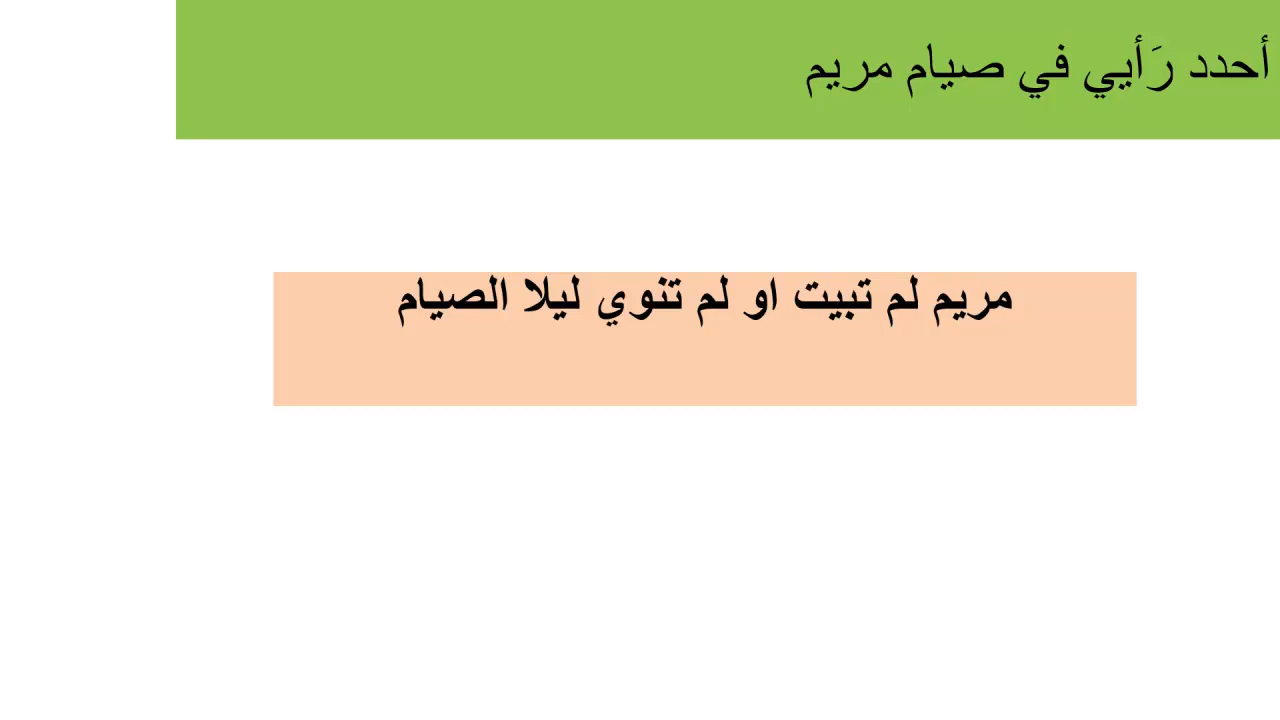 أحدد رَأيي في صيام مريم
مريم لم تبيت او لم تنوي ليلا الصيام